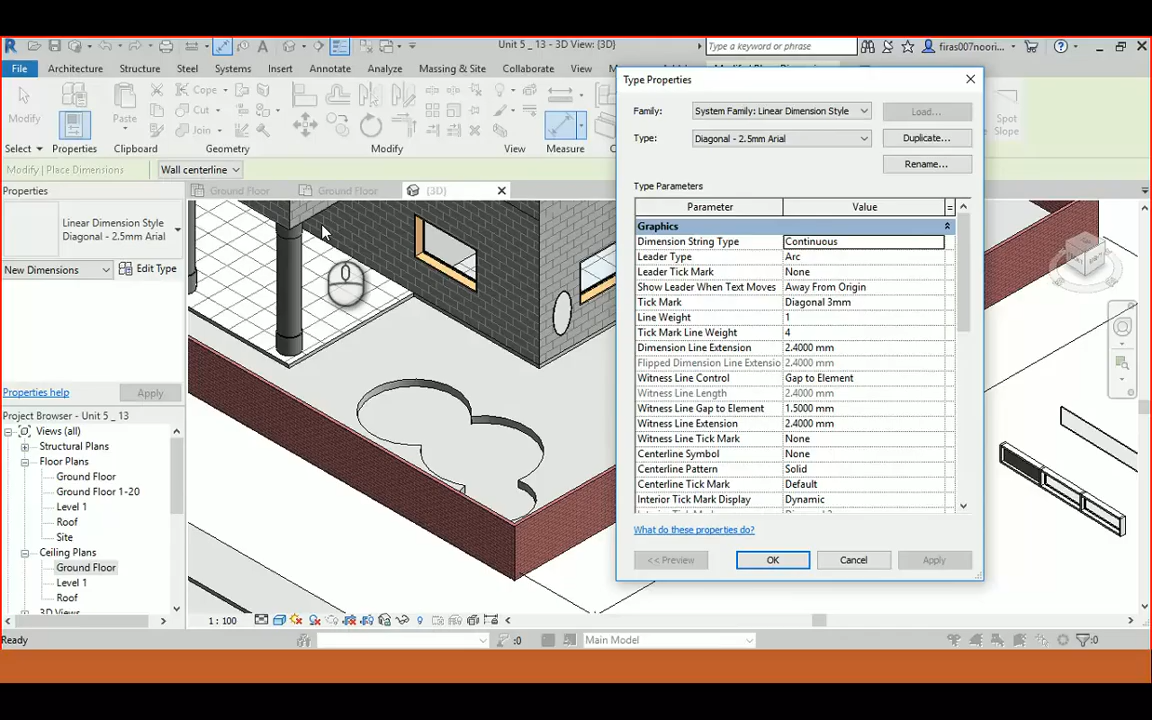 Unit 5 _ 13 - 3D View: {3D}
Type a keyword or phrase
firas007noori...
File
Architecture
Structure
Steel
Systems
Insert
Annotate
Analyze
Massing & Site
Collaborate
View
Modify
Paste
Cope
Cut
Join
Spot
Slope
Select
Properties
Clipboard
Geometry
Modify
View
Measure
Modify | Place Dimensions
Wall centerline
Properties
Ground Floor
Ground Floor
{3D}
Linear Dimension Style
Diagonal - 2.5mm Arial
New Dimensions
Edit Type
Properties help
Apply
Project Browser - Unit 5 _ 13
Views (all)
Structural Plans
Floor Plans
Ground Floor
Ground Floor 1-20
Level 1
Roof
Site
Ceiling Plans
Ground Floor
Level 1
Roof
3D Views
Type Properties
Family:
System Family: Linear Dimension Style
Load...
Type:
Diagonal - 2.5mm Arial
Duplicate...
Rename...
Type Parameters
Parameter Value =
Graphics
Dimension String Type Continuous
Leader Type Arc
Leader Tick Mark None
Show Leader When Text Moves Away From Origin
Tick Mark Diagonal 3mm
Line Weight 1
Tick Mark Line Weight 4
Dimension Line Extension 2.4000 mm
Flipped Dimension Line Extensio 2.4000 mm
Witness Line Control Gap to Element
Witness Line Length 2.4000 mm
Witness Line Gap to Element 1.5000 mm
Witness Line Extension 2.4000 mm
Witness Line Tick Mark None
Centerline Symbol None
Centerline Pattern Solid
Centerline Tick Mark Default
Interior Tick Mark Display Dynamic
What do these properties do?
<< Preview
OK
Cancel
Apply
1 : 100
Ready
:0
Main Model
:0